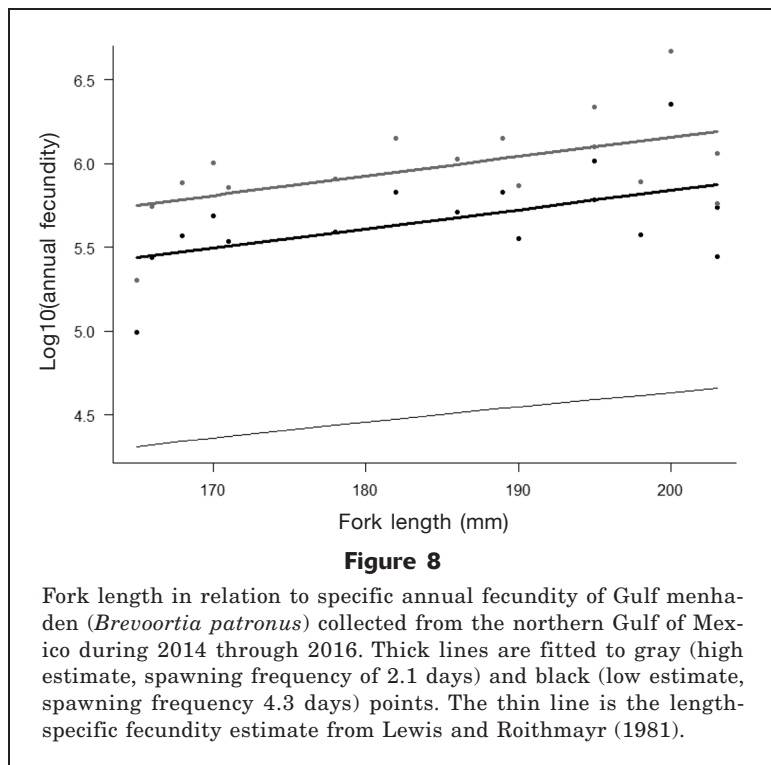 Log10(annual fecundity)
6.5
6.0
5.5
5.0
4.5
170
180
190
200
Fork length (mm)
Figure 8
Fork length in relation to specific annual fecundity of Gulf menha-
den (Brevoortia patronus) collected from the northern Gulf of Mex-
ico during 2014 through 2016. Thick lines are fitted to gray (high
estimate, spawning frequency of 2.1 days) and black (low estimate,
spawning frequency 4.3 days) points. The thin line is the length-
specific fecundity estimate from Lewis and Roithmayr (1981).